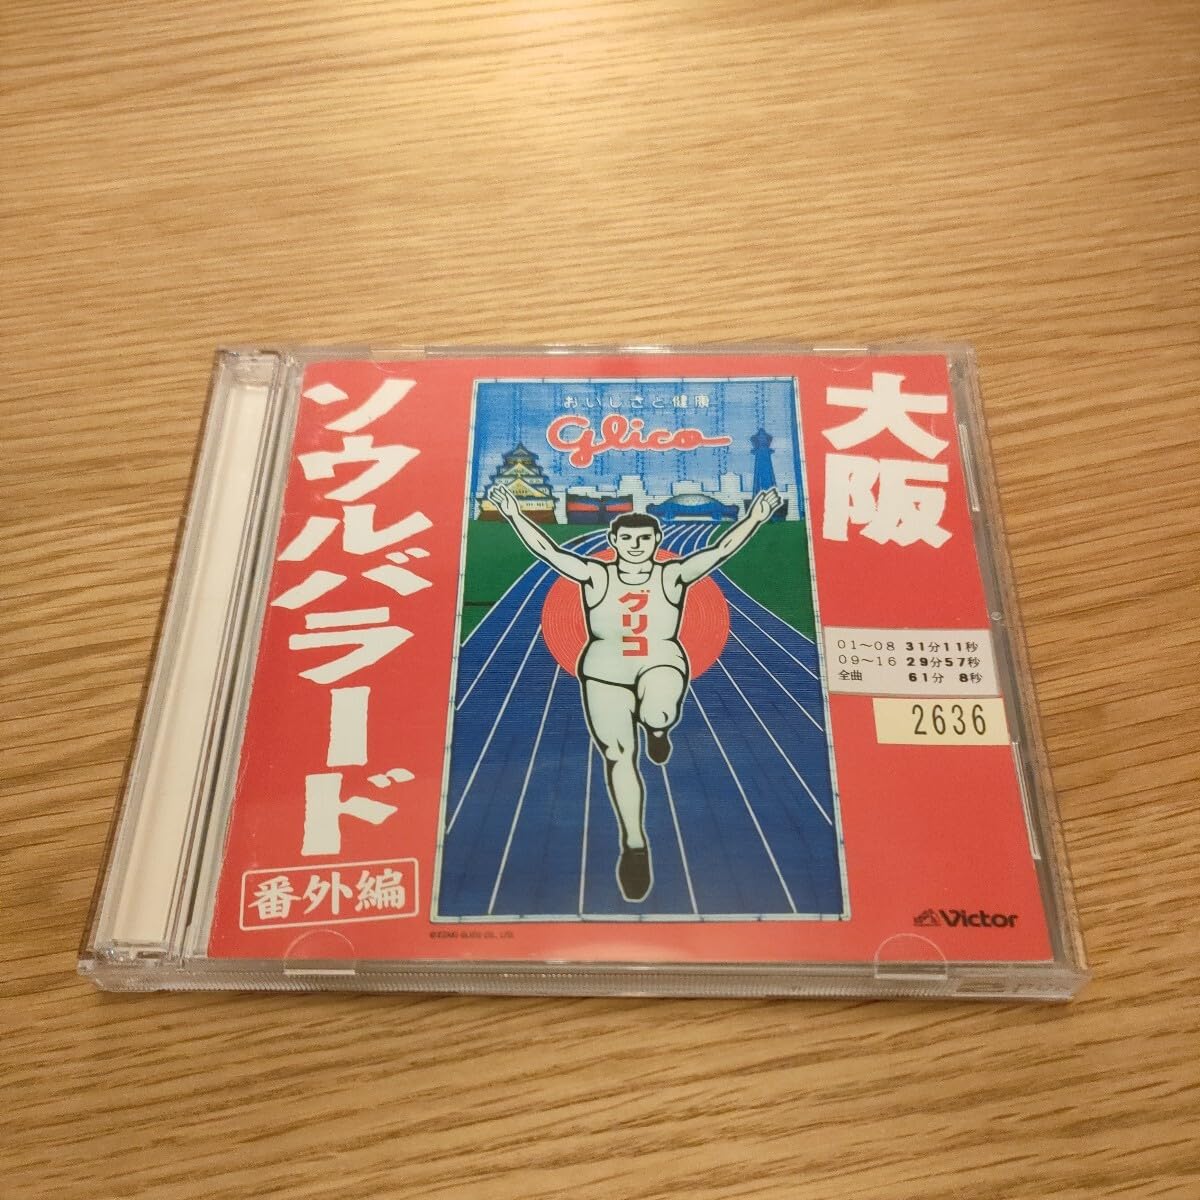 大阪
ソウルバラード
番外編
おいしさと健康
glico
グリコ
01～08 31分11秒
09～16 29分57秒
全曲 61分 8秒
2636
Victor